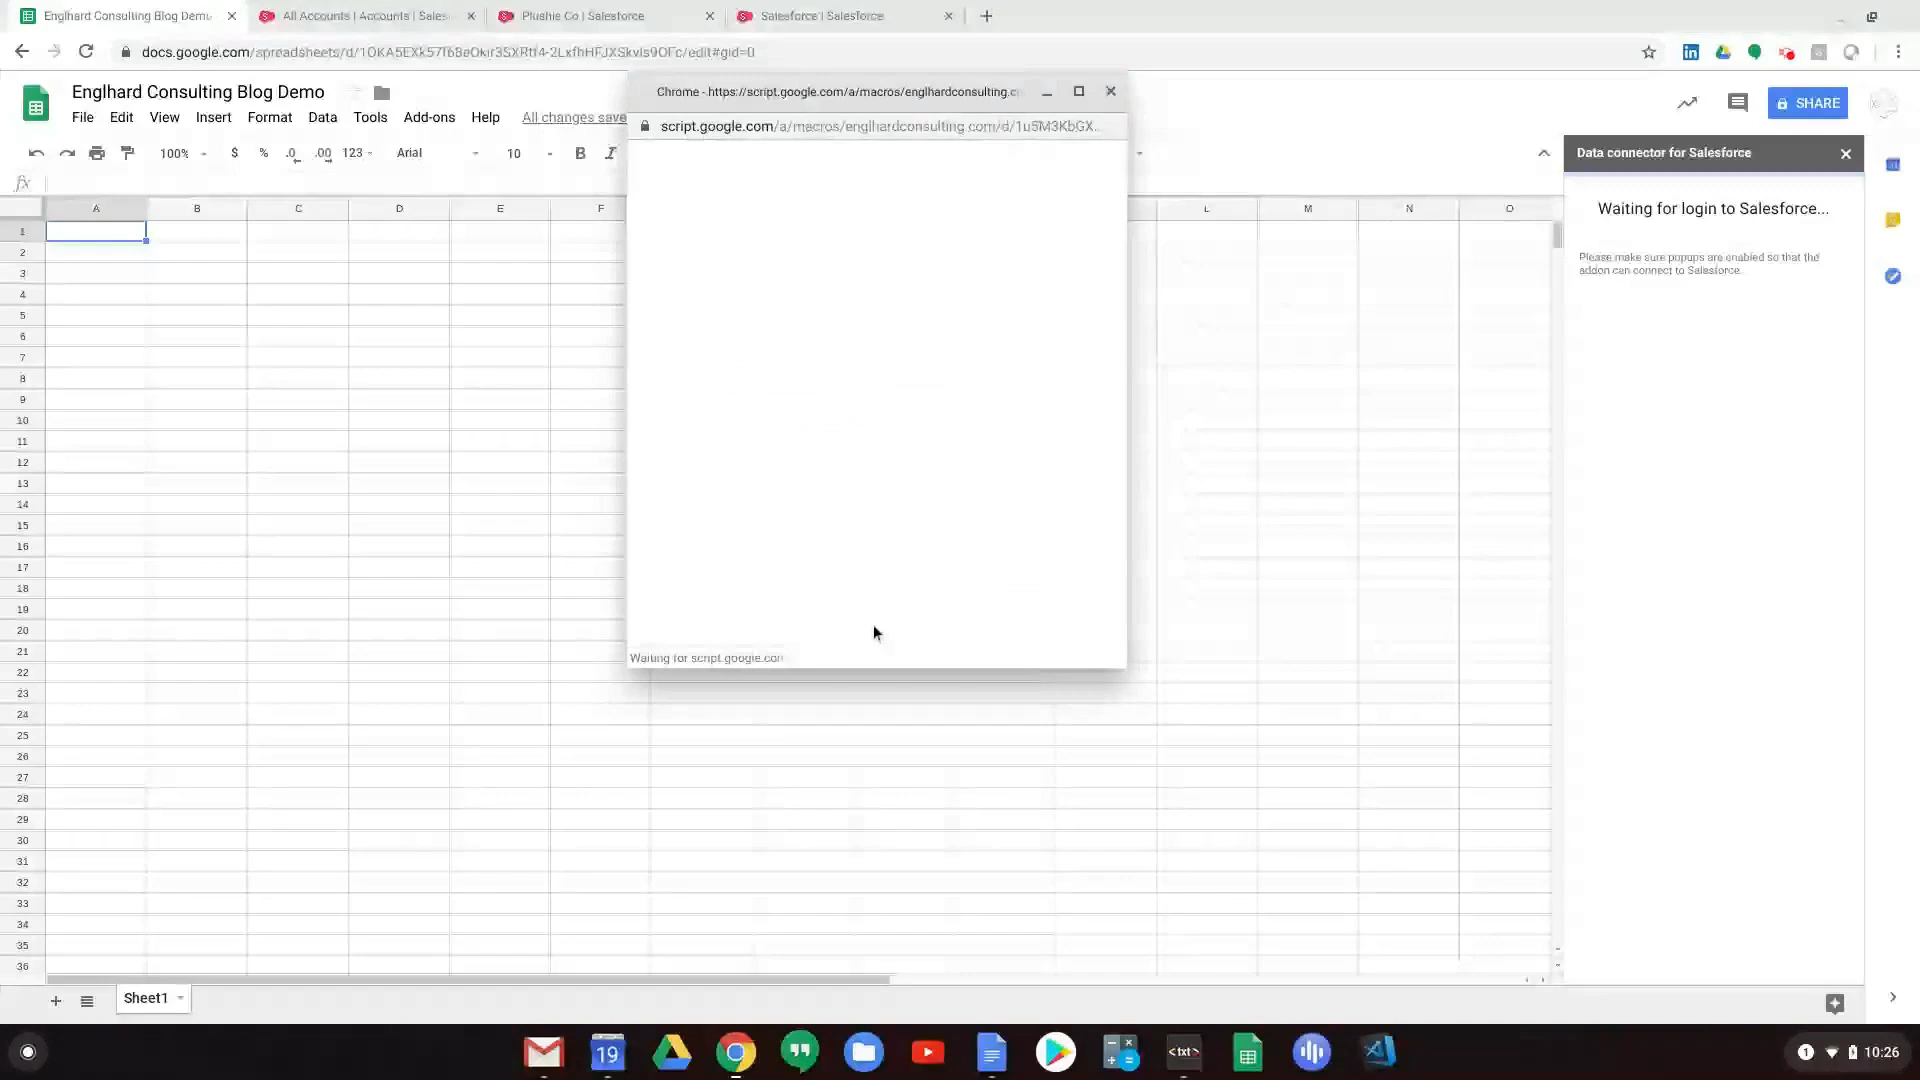 Englhard Consulting Blog Demo
All Accounts | Accounts | Sales
Plushie Co | Salesforce
Salesforce | Salesforce
docs.google.com/spreadsheets/d/
/edit#gid=0
Englhard Consulting Blog Demo
File Edit View Insert Format Data Tools Add-ons Help All changes save
SHARE
100% $ % .0 .00 123 Arial 10 B I
fx
Chrome - https://script.google.com/a/macros/englhardconsulting.c
script.google.com/a/macros/englhardconsulting.com/d/1u5M3KbGX...
Data connector for Salesforce
Waiting for login to Salesforce...
Please make sure popups are enabled so that the
addon can connect to Salesforce.
A B C D E F L M N O
1
2
3
4
5
6
7
8
9
10
11
12
13
14
15
16
17
18
19
20
21
22
23
24
25
26
27
28
29
30
31
32
33
34
35
36
Waiting for script.google.com
Sheet1
19
<txt>
1
10:26